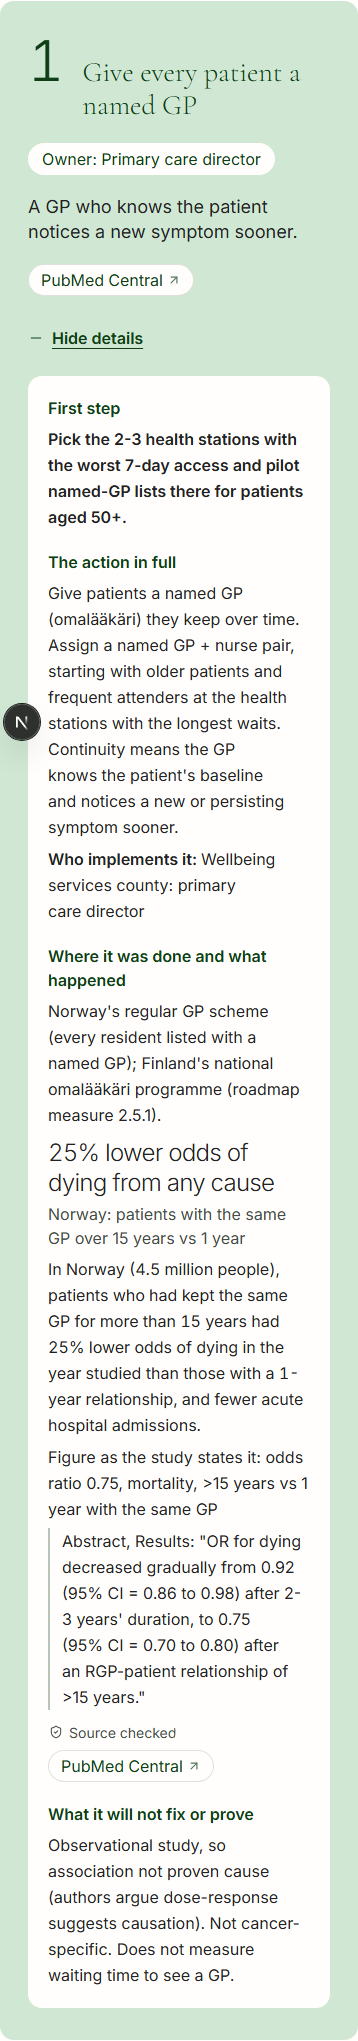 1
Give every patient a
named GP
Owner: Primary care director
A GP who knows the patient
notices a new symptom sooner.
PubMed Central ↗
– Hide details
First step
Pick the 2-3 health stations with
the worst 7-day access and pilot
named-GP lists there for patients
aged 50+.
The action in full
Give patients a named GP
(omalääkäri) they keep over time.
Assign a named GP + nurse pair,
starting with older patients and
frequent attenders at the health
stations with the longest waits.
Continuity means the GP
knows the patient's baseline
and notices a new or persisting
symptom sooner.
Who implements it: Wellbeing
services county: primary
care director
N
Where it was done and what
happened
Norway's regular GP scheme
(every resident listed with a
named GP); Finland's national
omalääkäri programme (roadmap
measure 2.5.1).
25% lower odds of
dying from any cause
Norway: patients with the same
GP over 15 years vs 1 year
In Norway (4.5 million people),
patients who had kept the same
GP for more than 15 years had
25% lower odds of dying in the
year studied than those with a 1-
year relationship, and fewer acute
hospital admissions.
Figure as the study states it: odds
ratio 0.75, mortality, >15 years vs 1
year with the same GP
Abstract, Results: "OR for dying
decreased gradually from 0.92
(95% CI = 0.86 to 0.98) after 2-
3 years' duration, to 0.75
(95% CI = 0.70 to 0.80) after
an RGP-patient relationship of
>15 years."
Source checked
PubMed Central ↗
What it will not fix or prove
Observational study, so
association not proven cause
(authors argue dose-response
suggests causation). Not cancer-
specific. Does not measure
waiting time to see a GP.